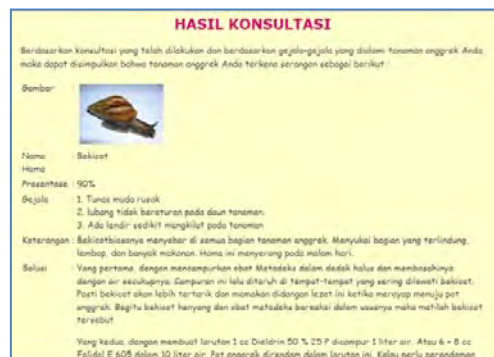 HASIL KONSULTASI
Berdasarkan konsultasi yang telah dilakukan dan berdasarkan gejala-gejala yang dialami tanaman anggrek Anda
maka dapat disimpulkan bahwa tanaman anggrek Anda terkena serangan sebagai berikut :
Gambar :
Nama : Bekicot
Hama
Presentase : 90%
Gejala : 1. Tunas muda rusak
2. lubang tidak beraturan pada daun tanaman.
3. Ada lendir sedikit mengkilat pada tanaman
Keterangan : Bekicotbiasanya menyebar di semua bagian tanaman anggrek. Menyukai bagian yang terlindung,
lembap, dan banyak makanan. Hama ini menyerang pada malam hari.
Solusi : Yang pertama, dengan mencampurkan obat Metadeks dalam dedak halus dan membasahinya
dengan air secukupnya. Campuran ini lalu ditaruh di tempat-tempat yang sering dilewati bekicot.
Pasti bekicot akan lebih tertarik dan memakan hidangan lezat ini ketika merayap menuju pot
anggrek. Begitu bekicot kenyang dan obat metadeks bereaksi dalam ususnya maka matilah bekicot
tersebut
Yang kedua, dengan membuat larutan 1 cc Dieldrin 50 % 25 P dicampur 1 liter air. Atau 6 - 8 cc
Folidol E 605 dalam 10 liter air. Pot anggrek direndam dalam larutan ini. Kalau perlu perendaman